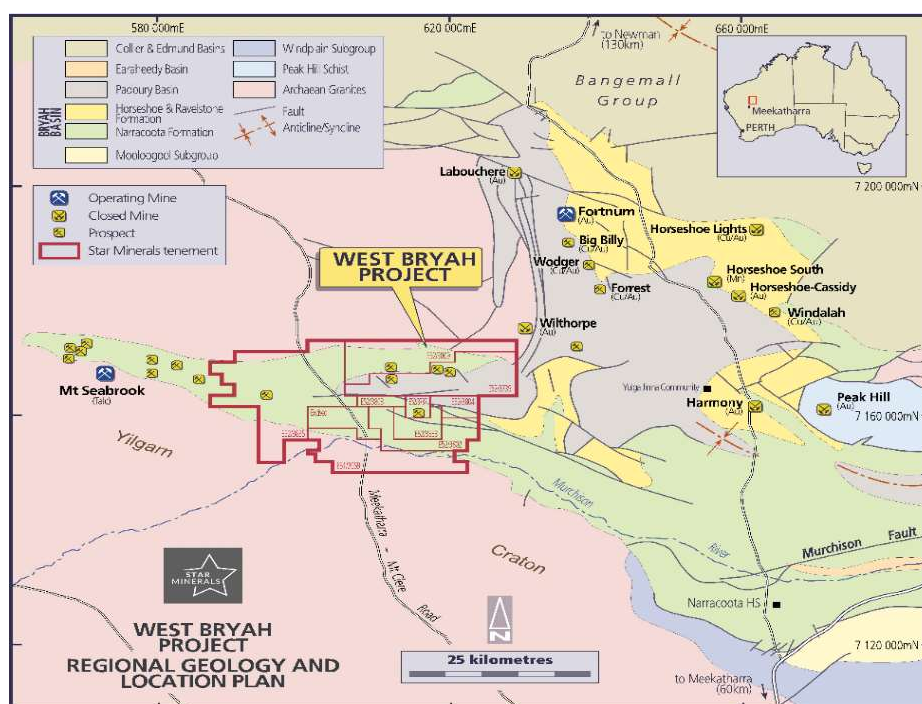 580 000mE
620 000mE
660 000mE
Collier & Edmund Basins
Earaheedy Basin
Padbury Basin
BRYAH BASIN
Horseshoe & Ravelstone
Formation
Narracoota Formation
Mooloogool Subgroup
Windplain Subgroup
Peak Hill Schist
Archaean Granites
Fault
Anticline/Syncline
to Newman
(130km)
Bangemall
Group
Meekatharra
PERTH
Operating Mine
Closed Mine
Prospect
Star Minerals tenement
7 200 000mN
Labouchere
(Au)
Fortnum
(Au)
Big Billy
(Cu/Au)
Wodger
(Cu/Au)
Forrest
(Cu/Au)
Horseshoe Lights
(Cu/Au)
Horseshoe South
(Mn)
Horseshoe-Cassidy
(Au)
Windalah
(Cu/Au)
WEST BRYAH
PROJECT
Wilthorpe
(Au)
Mt Seabrook
(Talc)
Yulga Jinna Community
Harmony
(Au)
Peak Hill
(Au)
7 160 000mN
Yilgarn
Craton
Murchison
River
Murchison Fault
Meekatharra - Mt Clere Road
Narracoota HS
STAR
MINERALS
WEST BRYAH
PROJECT
REGIONAL GEOLOGY AND
LOCATION PLAN
N
25 kilometres
7 120 000mN
to Meekatharra
(60km)